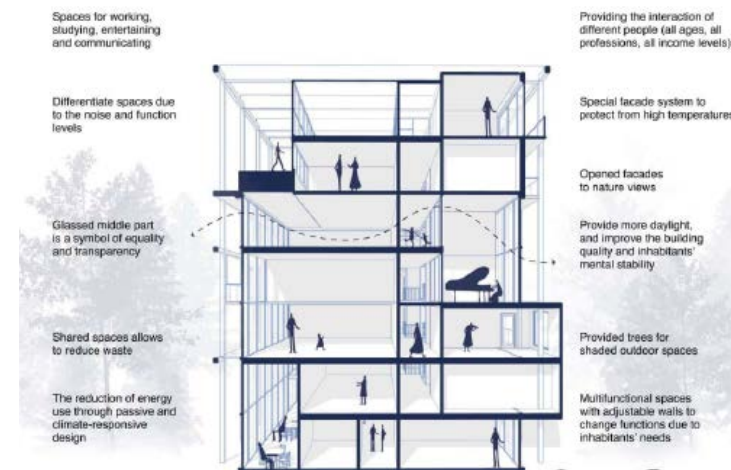 Spaces for working,
studying, entertaining
and communicating
Differentiate spaces due
to the noise and function
levels
Glassed middle part
is a symbol of equality
and transparency
Shared spaces allows
to reduce waste
The reduction of energy
use through passive and
climate-responsive
design
Providing the interaction of
different people (all ages, all
professions, all income levels)
Special facade system to
protect from high temperatures
Opened facades
to nature views
Provide more daylight,
and improve the building
quality and inhabitants'
mental stability
Provided trees for
shaded outdoor spaces
Multifunctional spaces
with adjustable walls to
change functions due to
inhabitants' needs